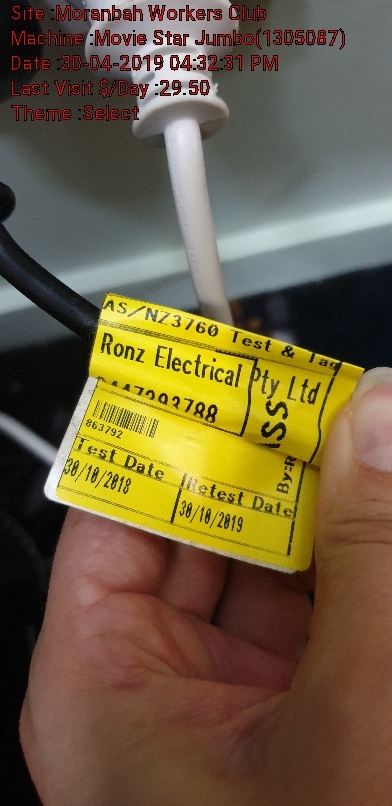 Site :Moranbah Workers Club
Machine :Movie Star Jumbo(1305087)
Date :30-04-2019 04:32:31 PM
Last Visit $/Day :29.50
Theme :Select
AS/NZ3760 Test & Tag
Ronz Electrical Pty Ltd
0447293788
863792
Test Date
30/10/2018
Retest Date
30/10/2019